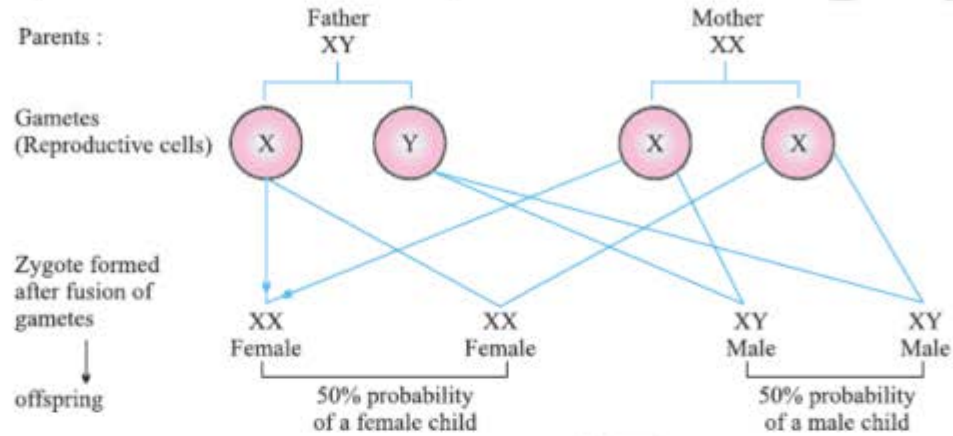 Father
Mother
Parents :
XY
XX
Gametes
(Reproductive cells)
X
Y
X
X
Zygote formed
after fusion of
gametes
XX
Female
XX
Female
XY
Male
XY
Male
offspring
50% probability
of a female child
50% probability
of a male child